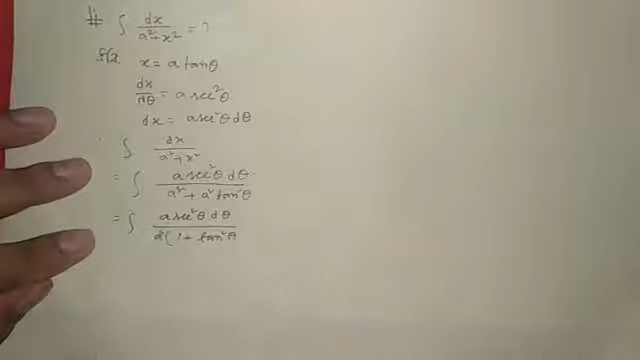 # ∫ dx / a²+x² = ?
x = a tanθ
dx/dθ = a sec²θ
dx = a sec²θ dθ
∫ dx / a²+x²
= ∫ a sec²θ dθ / a² + a² tan²θ
= ∫ a sec²θ dθ / a²(1 + tan²θ